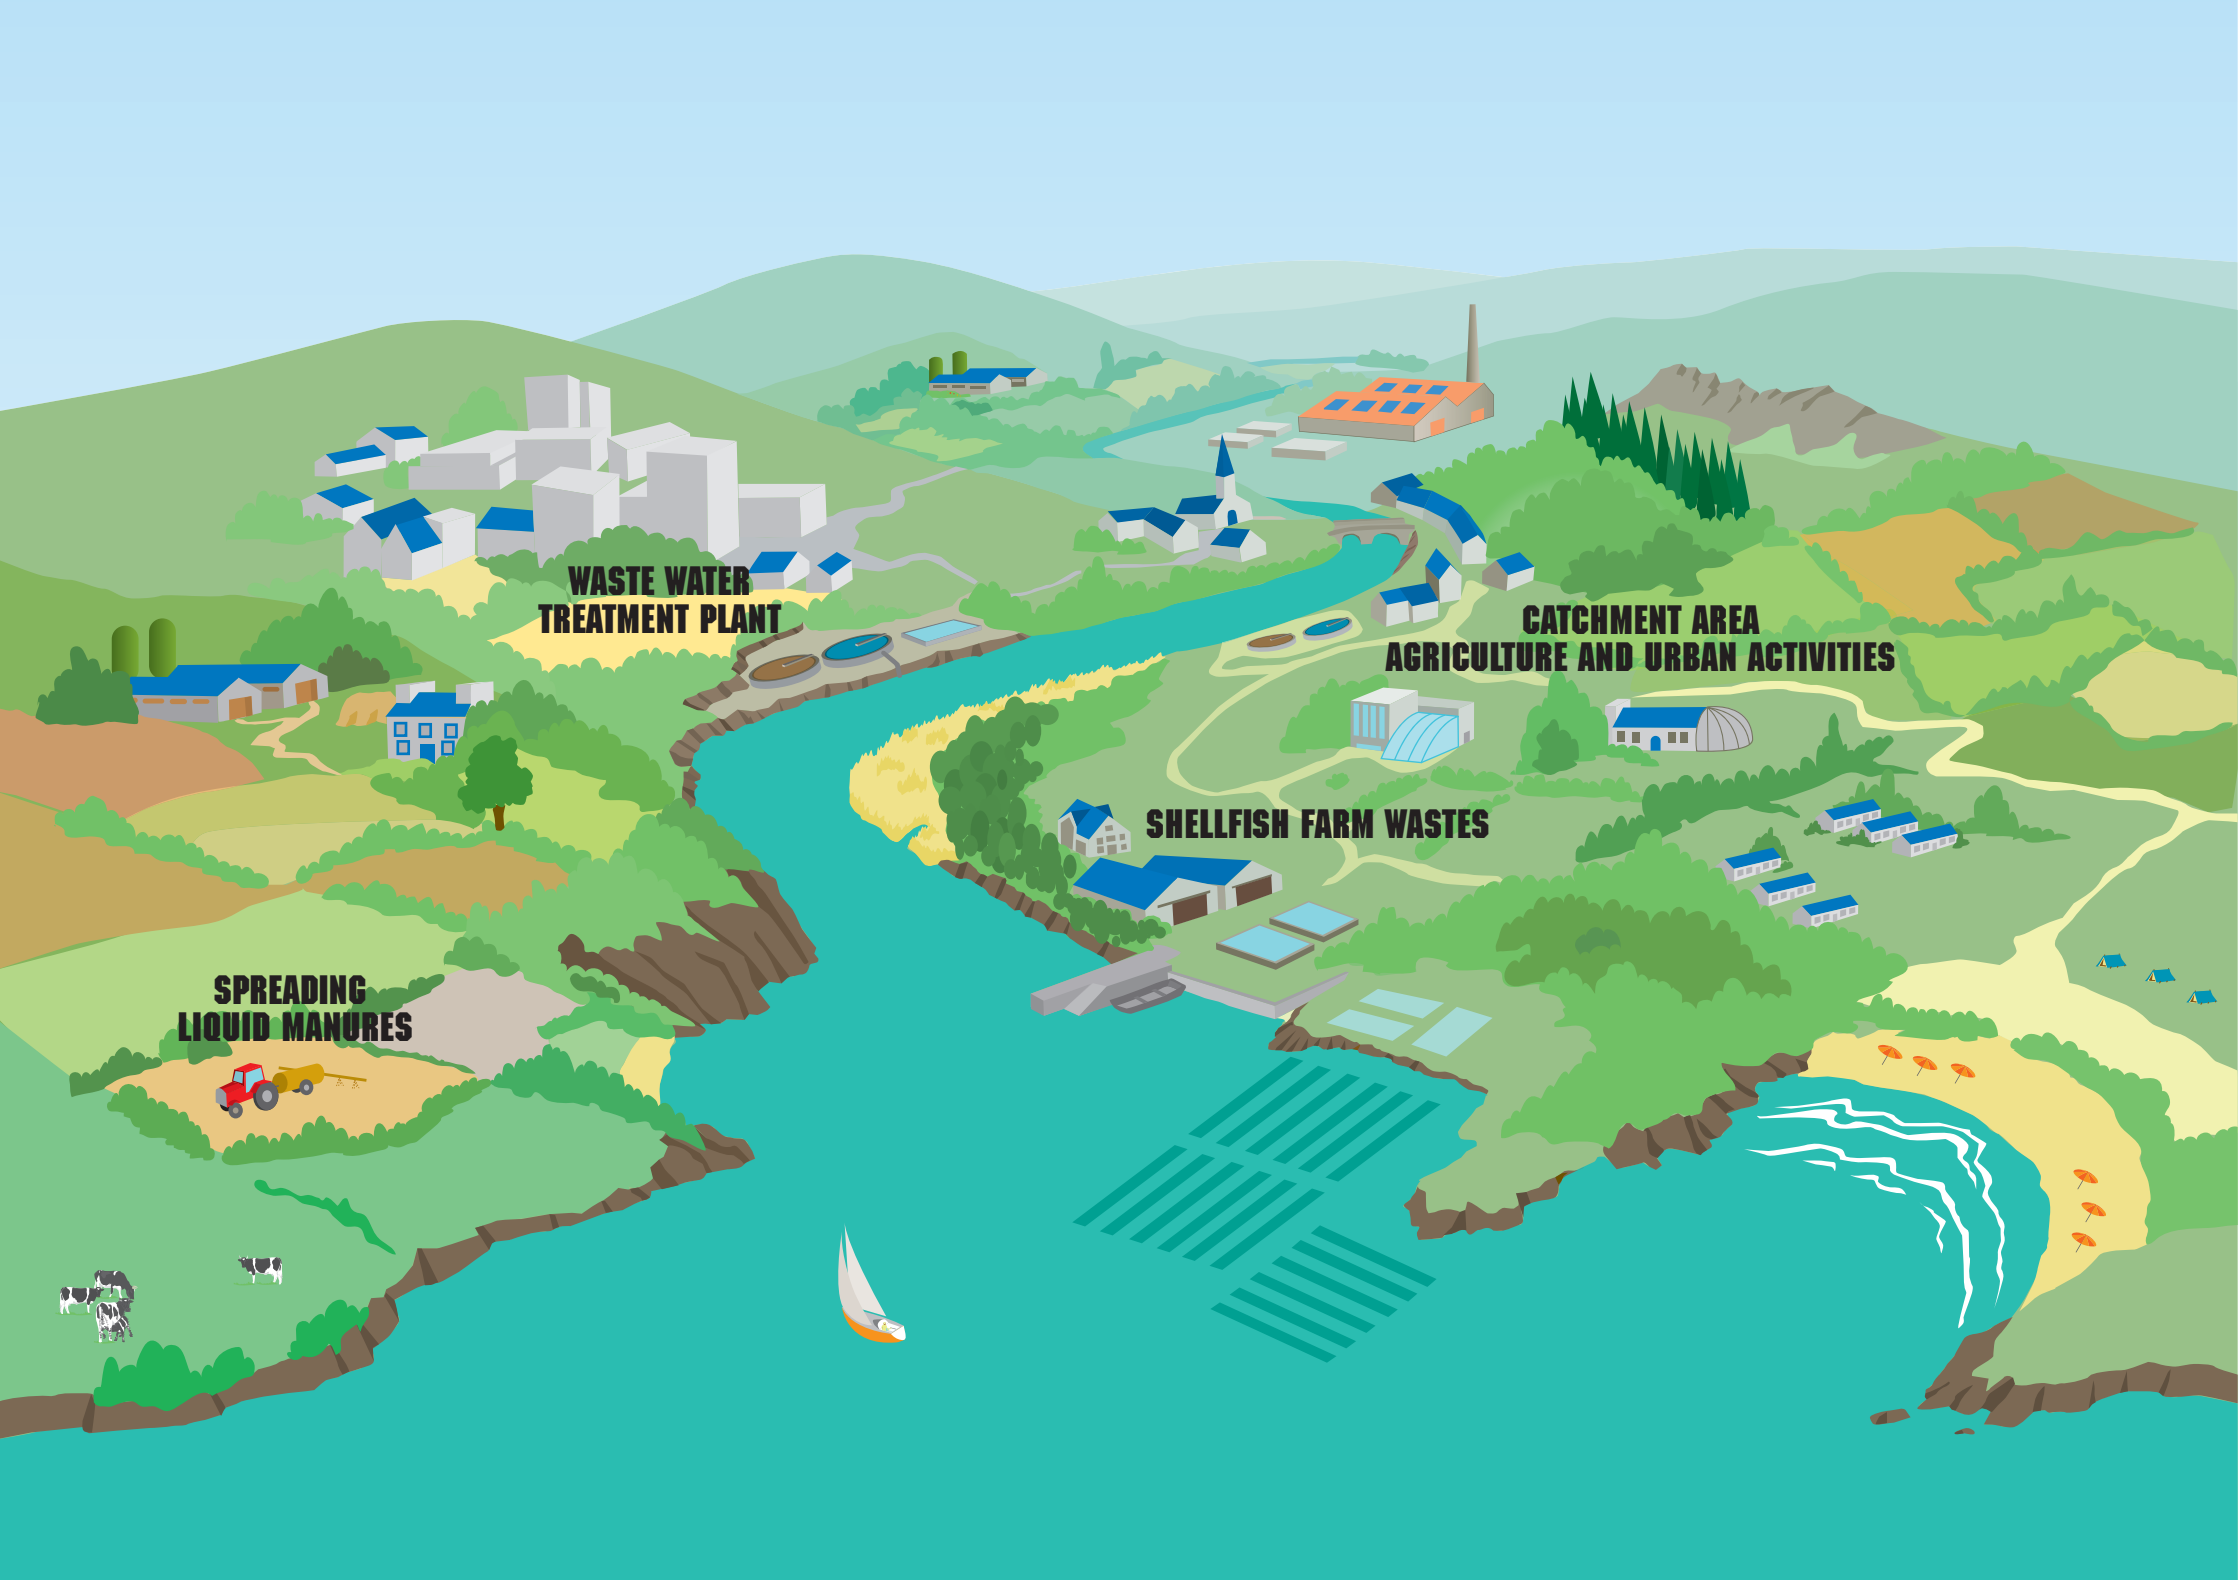 WASTE WATER
TREATMENT PLANT
CATCHMENT AREA
AGRICULTURE AND URBAN ACTIVITIES
SHELLFISH FARM WASTES
SPREADING
LIQUID MANURES